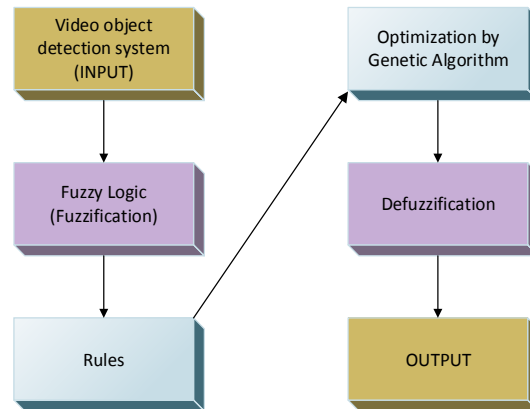 Video object
detection system
(INPUT)
Fuzzy Logic
(Fuzzification)
Rules
Optimization by
Genetic Algorithm
Defuzzification
OUTPUT